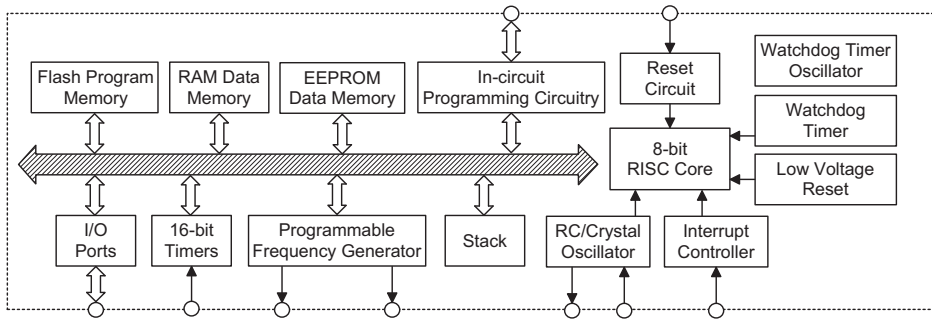 Flash Program
Memory
RAM Data
Memory
EEPROM
Data Memory
In-circuit
Programming Circuitry
Reset
Circuit
Watchdog Timer
Oscillator
Watchdog
Timer
8-bit
RISC Core
Low Voltage
Reset
I/O
Ports
16-bit
Timers
Programmable
Frequency Generator
Stack
RC/Crystal
Oscillator
Interrupt
Controller